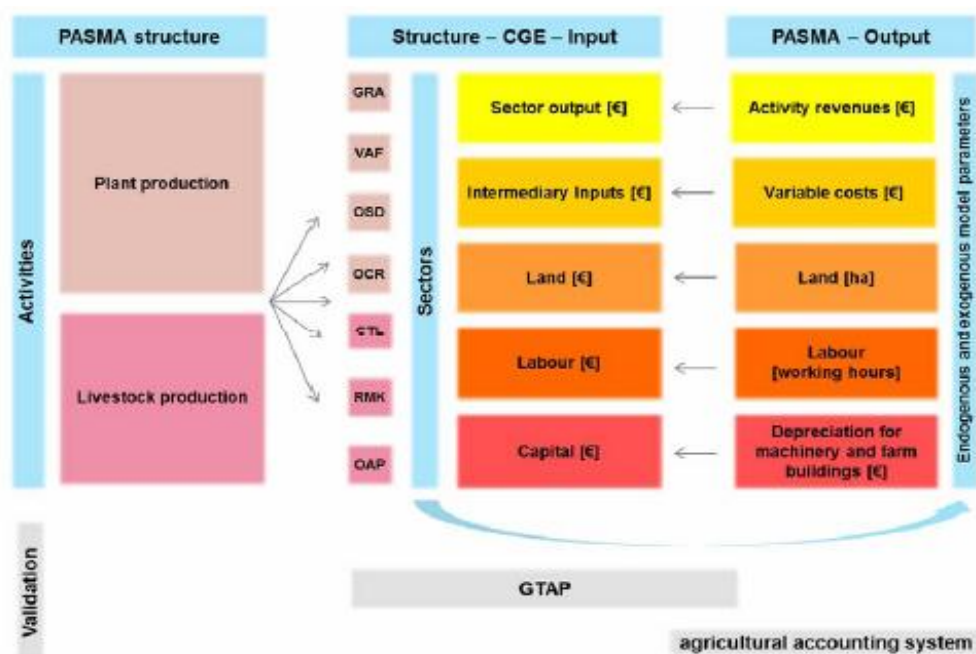 PASMA structure
Structure – CGE – Input
PASMA – Output
Activities
Plant production
Livestock production
GRA
VAF
OSD
OCR
CTL
RMK
OAP
Sectors
Sector output [€]
Intermediary Inputs [€]
Land [€]
Labour [€]
Capital [€]
Activity revenues [€]
Variable costs [€]
Land [ha]
Labour
[working hours]
Depreciation for
machinery and farm
buildings [€]
Endogenous and exogenous model parameters
Validation
GTAP
agricultural accounting system